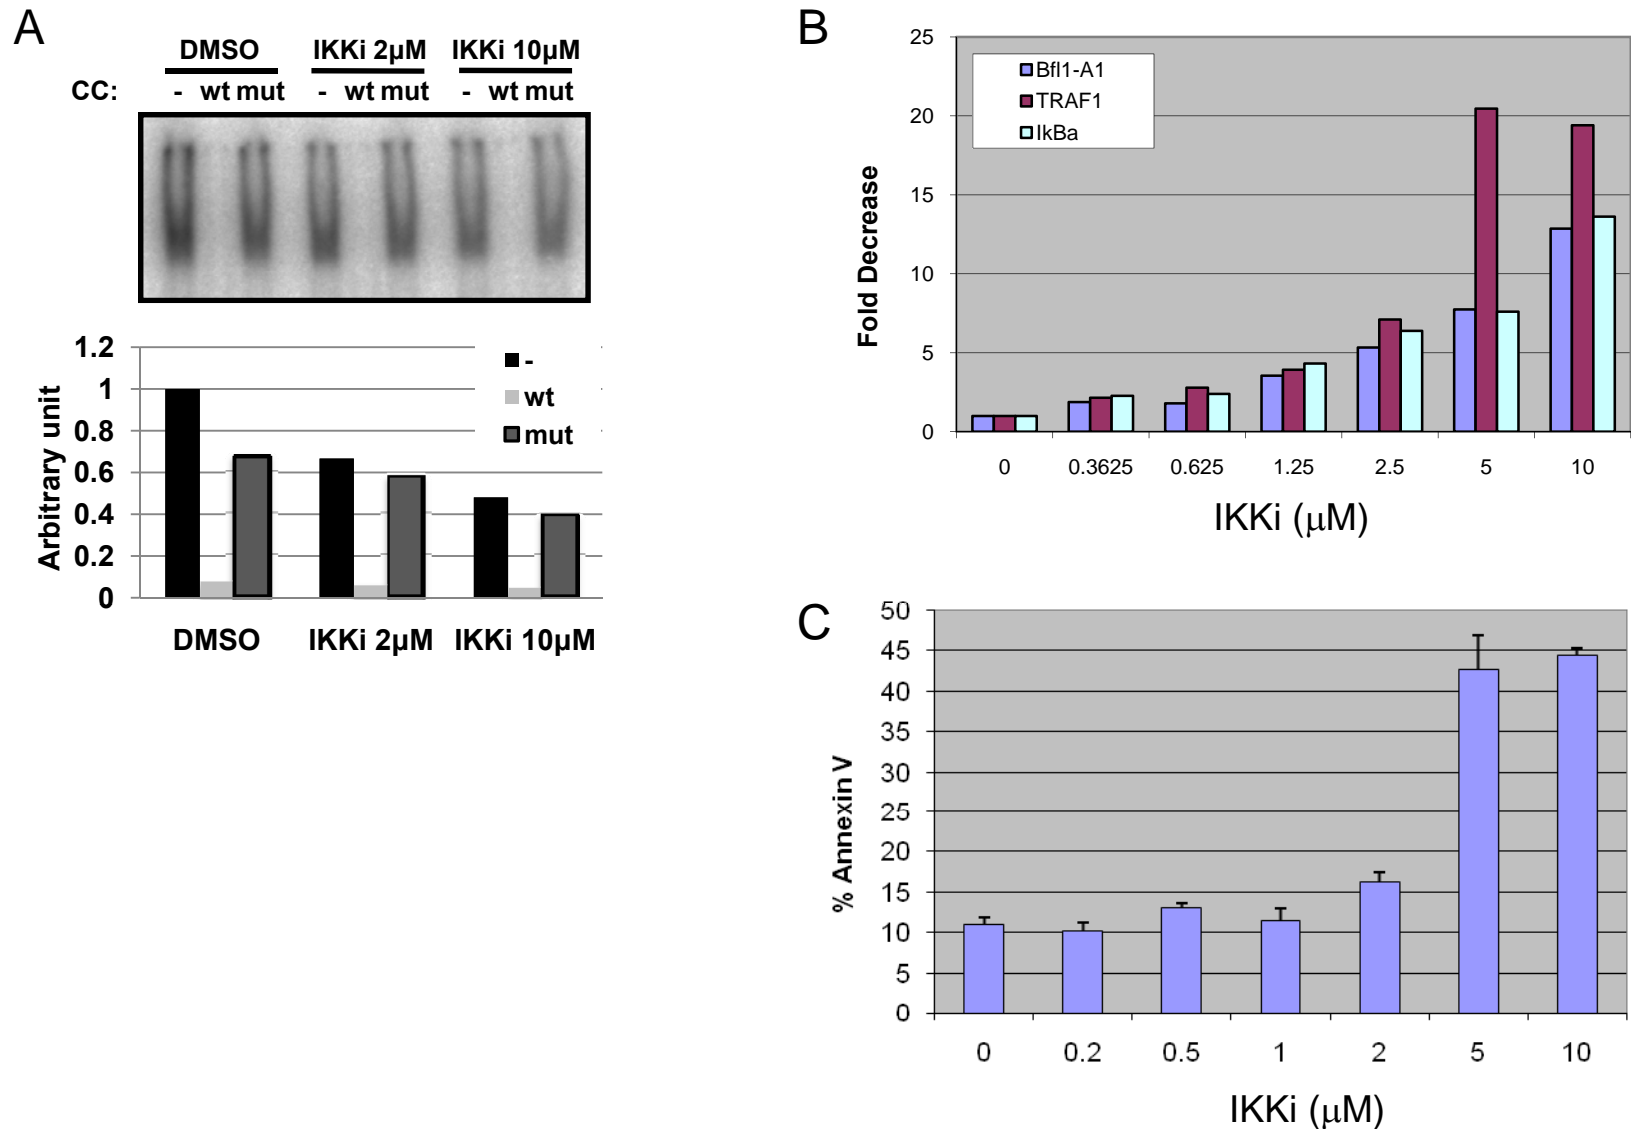 A
DMSO IKKi 2µM IKKi 10µM
CC: - wt mut - wt mut - wt mut
1.2
1
0.8
0.6
0.4
0.2
0
Arbitrary unit
-
wt
mut
DMSO IKKi 2µM IKKi 10µM
B
25
20
15
10
5
0
Fold Decrease
Bfl1-A1
TRAF1
IkBa
0 0.3625 0.625 1.25 2.5 5 10
IKKi (µM)
C
50
45
40
35
30
25
20
15
10
5
0
% Annexin V
0 0.2 0.5 1 2 5 10
IKKi (µM)